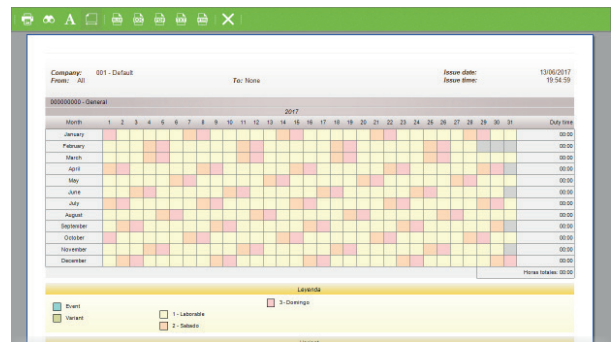 A
Company: 001 - Default Issue date: 13/06/2017
From: All To: None Issue time: 19:54:59
000000000 - General
2017
Month 1 2 3 4 5 6 7 8 9 10 11 12 13 14 15 16 17 18 19 20 21 22 23 24 25 26 27 28 29 30 31 Duty time
January 00:00
February 00:00
March 00:00
April 00:00
May 00:00
June 00:00
July 00:00
August 00:00
September 00:00
October 00:00
November 00:00
December 00:00
Horas totales: 00:00
Leyenda
Event 3 - Domingo
Variant 1 - Laborable
2 - Sabado